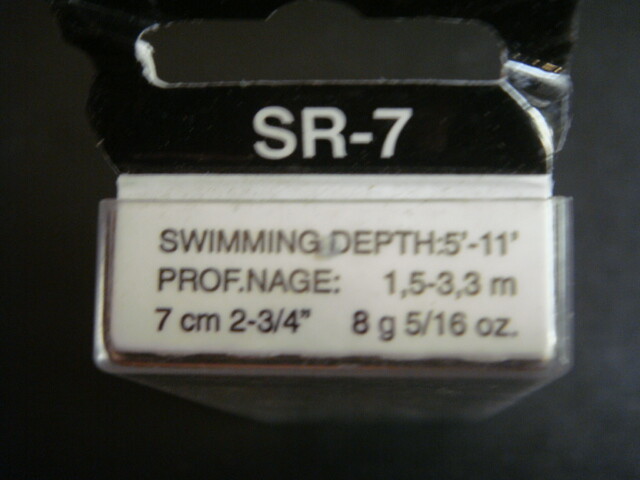 SR-7
SWIMMING DEPTH:5'-11'
PROF.NAGE: 1,5-3,3 m
7 cm 2-3/4" 8 g 5/16 oz.